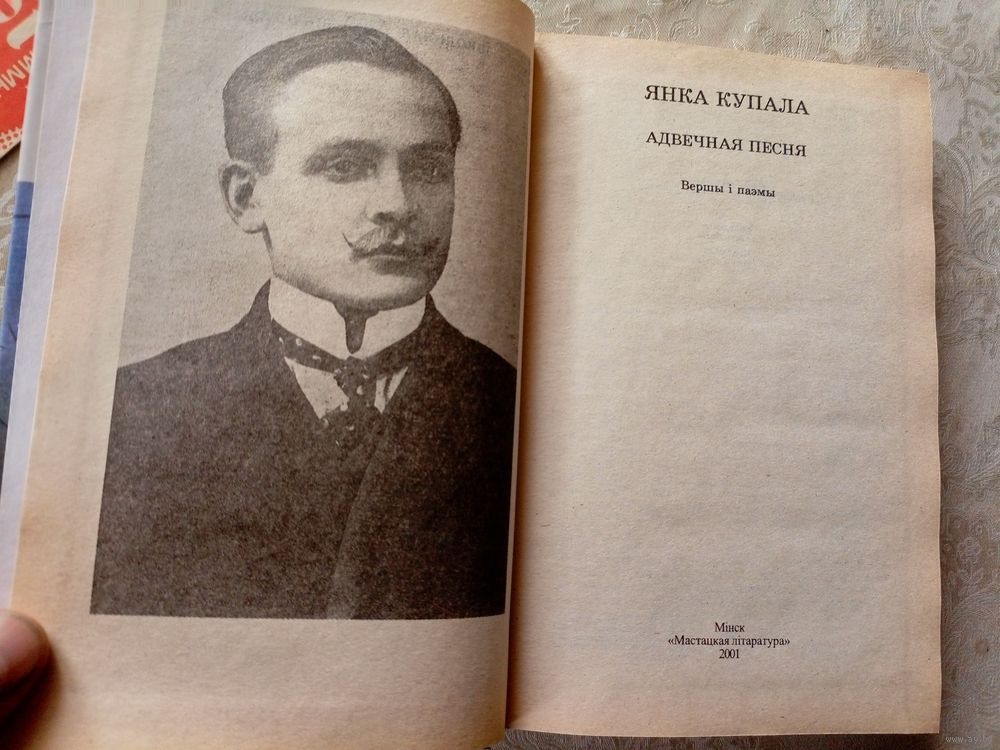 ЯНКА КУПАЛА
АДВЕЧНАЯ ПЕСНЯ
Вершы і паэмы
Мінск
«Мастацкая літаратура»
2001